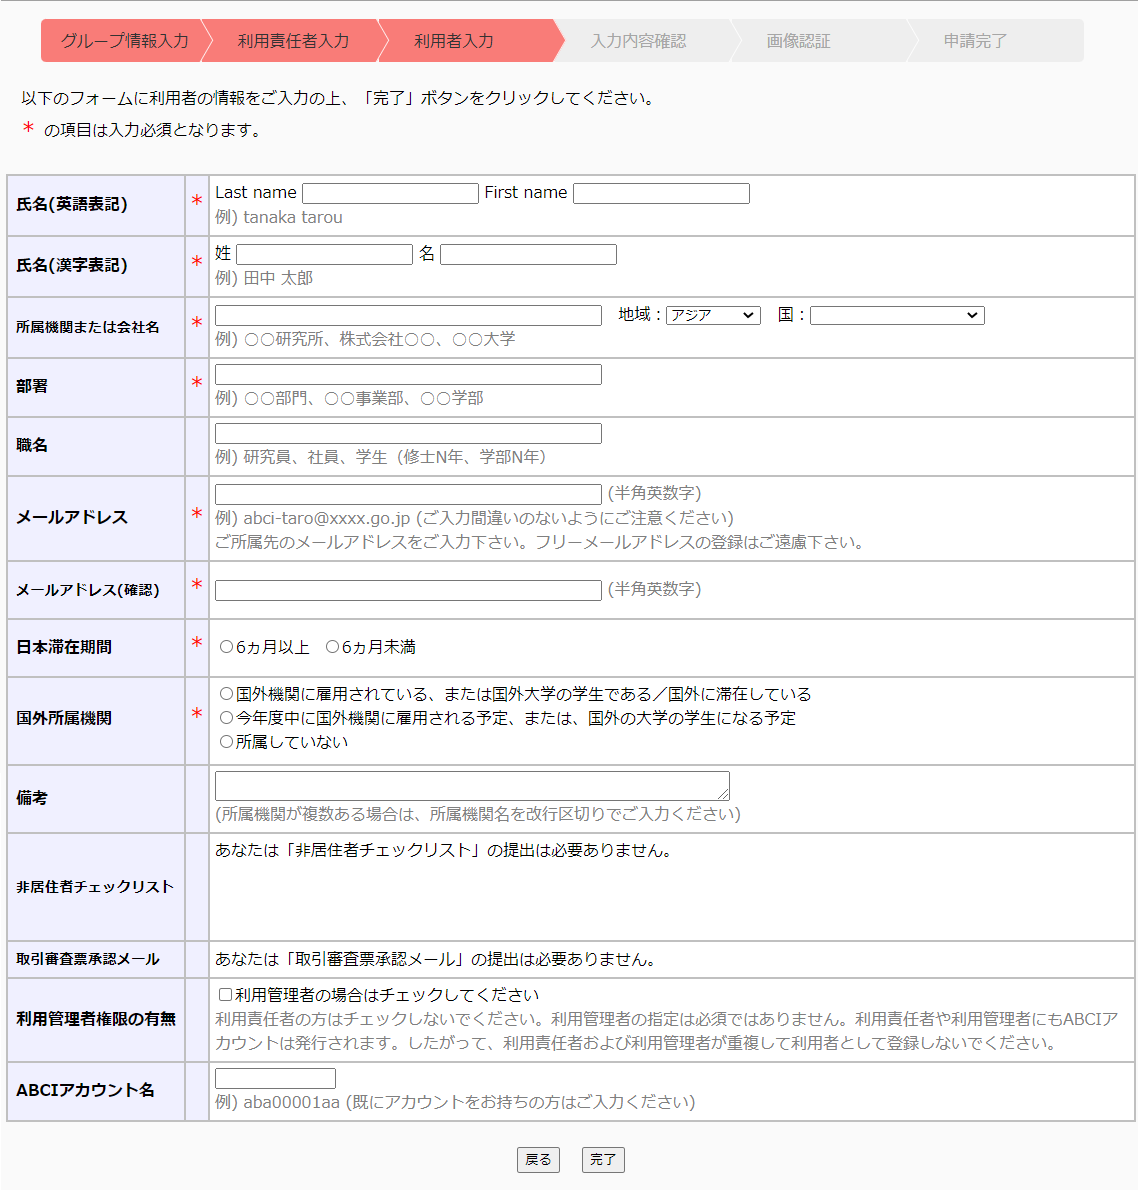 グループ情報入力 利用責任者入力 利用者入力 入力内容確認 画像認証 申請完了
以下のフォームに利用者の情報をご入力の上、「完了」ボタンをクリックしてください。
* の項目は入力必須となります。
氏名(英語表記) * Last name First name
例) tanaka tarou
氏名(漢字表記) * 姓 名
例) 田中 太郎
所属機関または会社名 * 地域：アジア 国：
例) 〇〇研究所、株式会社〇〇、〇〇大学
部署 *
例) 〇〇部門、〇〇事業部、〇〇学部
職名
例) 研究員、社員、学生（修士N年、学部N年）
メールアドレス * (半角英数字)
例) abci-taro@xxxx.go.jp (ご入力間違いのないようにご注意ください)
ご所属先のメールアドレスをご入力下さい。フリーメールアドレスの登録はご遠慮下さい。
メールアドレス(確認) * (半角英数字)
日本滞在期間 * 6ヵ月以上 6ヵ月未満
国外所属機関 * 国外機関に雇用されている、または国外大学の学生である／国外に滞在している
今年度中に国外機関に雇用される予定、または、国外の大学の学生になる予定
所属していない
備考
(所属機関が複数ある場合は、所属機関名を改行区切りでご入力ください)
非居住者チェックリスト あなたは「非居住者チェックリスト」の提出は必要ありません。
取引審査票承認メール あなたは「取引審査票承認メール」の提出は必要ありません。
利用管理者権限の有無 利用管理者の場合はチェックしてください
利用責任者の方はチェックしないでください。利用管理者の指定は必須ではありません。利用責任者や利用管理者にもABCIア
カウントは発行されます。したがって、利用責任者および利用管理者が重複して利用者として登録しないでください。
ABCIアカウント名
例) aba00001aa (既にアカウントをお持ちの方はご入力ください)
戻る 完了